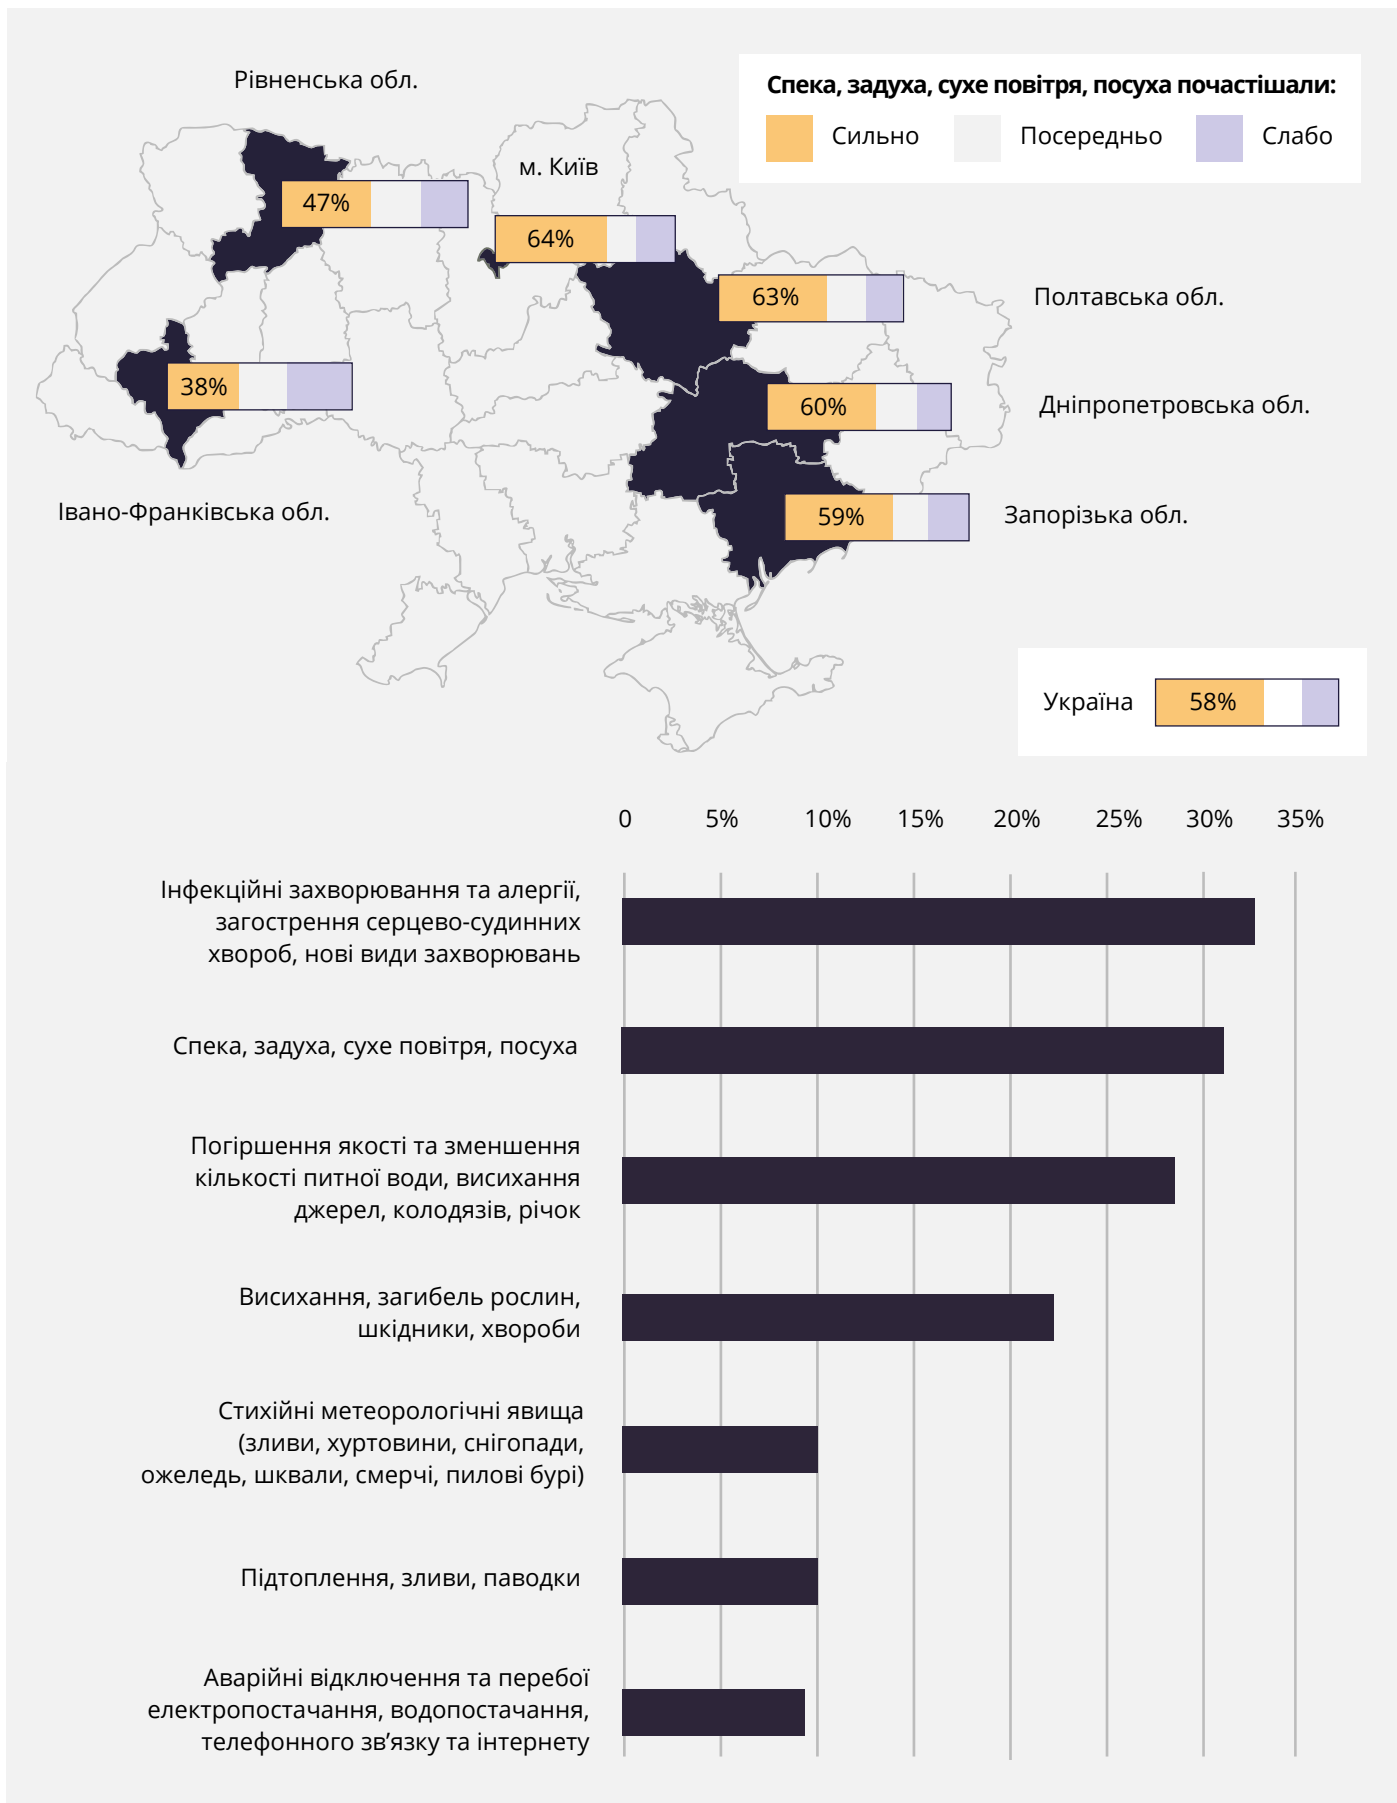 Рівненська обл.
Спека, задуха, сухе повітря, посуха почастішали:
Сильно Посередньо Слабо
м. Київ
47%
64%
63%
Полтавська обл.
38%
60%
Дніпропетровська обл.
Івано-Франківська обл.
59%
Запорізька обл.
Україна 58%
0 5% 10% 15% 20% 25% 30% 35%
Інфекційні захворювання та алергії,
загострення серцево-судинних
хвороб, нові види захворювань
Спека, задуха, сухе повітря, посуха
Погіршення якості та зменшення
кількості питної води, висихання
джерел, колодязів, річок
Висихання, загибель рослин,
шкідники, хвороби
Стихійні метеорологічні явища
(зливи, хуртовини, снігопади,
ожеледь, шквали, смерчі, пилові бурі)
Підтоплення, зливи, паводки
Аварійні відключення та перебої
електропостачання, водопостачання,
телефонного зв’язку та інтернету